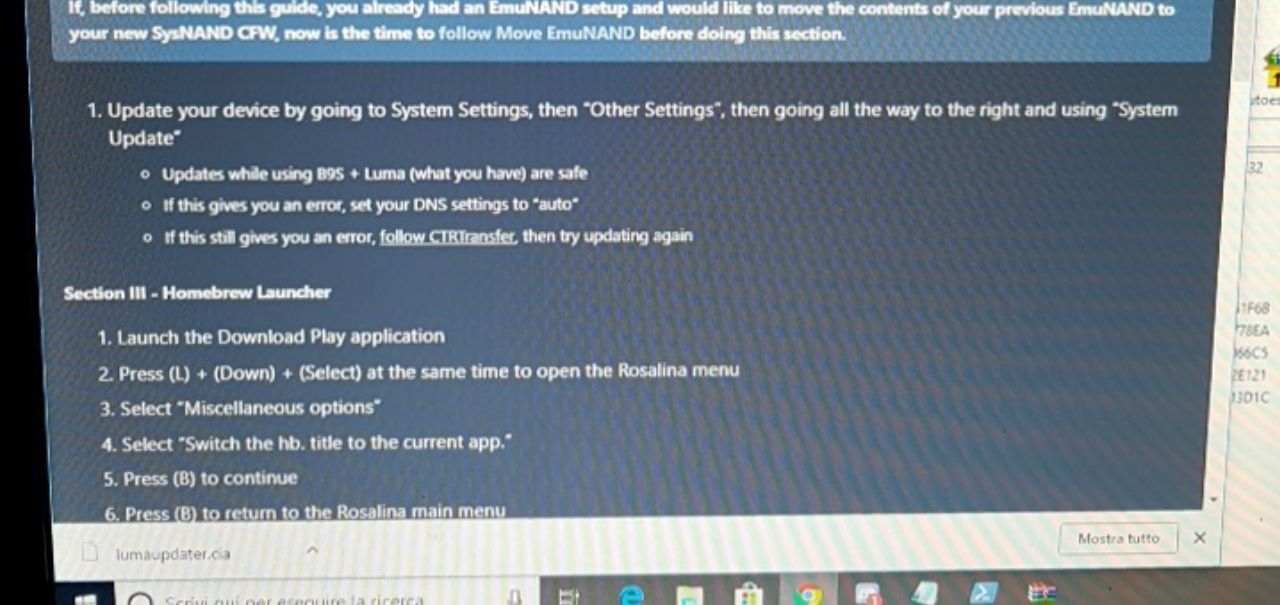 If, before following this guide, you already had an EmuNAND setup and would like to move the contents of your previous EmuNAND to
your new SysNAND CFW, now is the time to follow Move EmuNAND before doing this section.
1. Update your device by going to System Settings, then "Other Settings", then going all the way to the right and using "System
Update"
Updates while using B9S + Luma (what you have) are safe
If this gives you an error, set your DNS settings to "auto"
If this still gives you an error, follow CTRTransfer, then try updating again
Section III - Homebrew Launcher
1. Launch the Download Play application
2. Press (L) + (Down) + (Select) at the same time to open the Rosalina menu
3. Select "Miscellaneous options"
4. Select "Switch the hb. title to the current app."
5. Press (B) to continue
6. Press (B) to return to the Rosalina main menu
lumaupdater.cia
Mostra tutto
Scrivi qui per eseguire la ricerca
32
1F68
78EA
66C5
2E121
13D1C